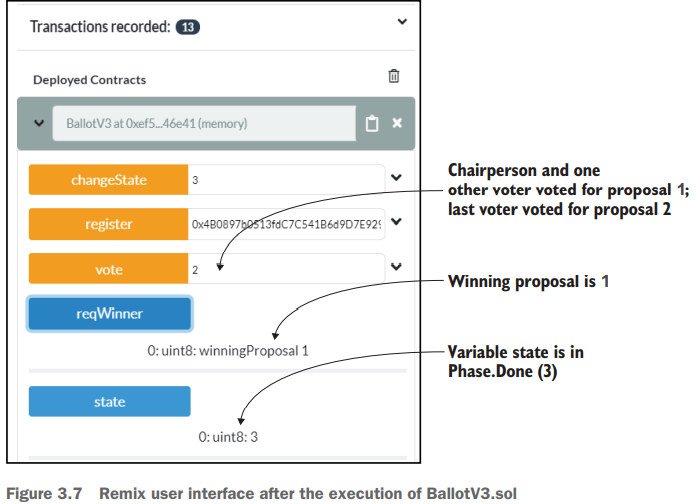 Transactions recorded: 13
Deployed Contracts
BallotV3 at 0xef5...46e41 (memory)
changeState 3
register 0x4B0897b0513fdC7C541B6d9D7E929
vote 2
reqWinner
0: uint8: winningProposal 1
state
0: uint8: 3
Chairperson and one
other voter voted for proposal 1;
last voter voted for proposal 2
Winning proposal is 1
Variable state is in
Phase.Done (3)
Figure 3.7 Remix user interface after the execution of BallotV3.sol